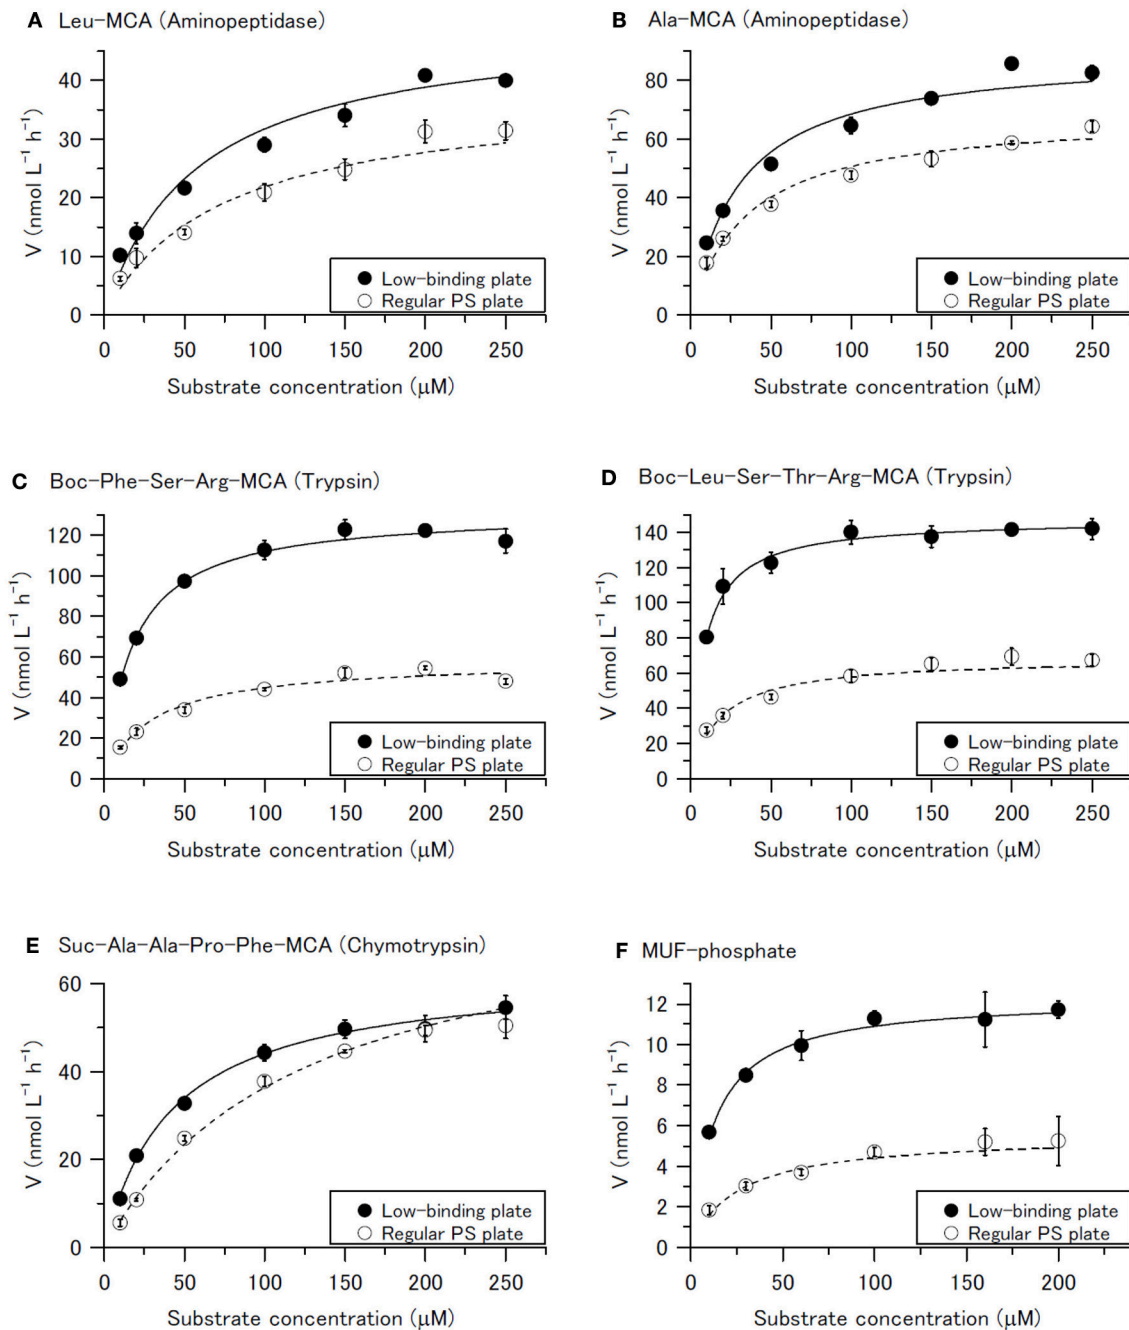 A Leu-MCA (Aminopeptidase)
V (nmol L⁻¹ h⁻¹)
40
30
20
10
0
Low-binding plate
Regular PS plate
0 50 100 150 200 250
Substrate concentration (μM)
B Ala-MCA (Aminopeptidase)
V (nmol L⁻¹ h⁻¹)
80
60
40
20
0
Low-binding plate
Regular PS plate
0 50 100 150 200 250
Substrate concentration (μM)
C Boc-Phe-Ser-Arg-MCA (Trypsin)
V (nmol L⁻¹ h⁻¹)
120
100
80
60
40
20
0
Low-binding plate
Regular PS plate
0 50 100 150 200 250
Substrate concentration (μM)
D Boc-Leu-Ser-Thr-Arg-MCA (Trypsin)
V (nmol L⁻¹ h⁻¹)
140
120
100
80
60
40
20
0
Low-binding plate
Regular PS plate
0 50 100 150 200 250
Substrate concentration (μM)
E Suc-Ala-Ala-Pro-Phe-MCA (Chymotrypsin)
V (nmol L⁻¹ h⁻¹)
60
40
20
0
Low-binding plate
Regular PS plate
0 50 100 150 200 250
Substrate concentration (μM)
F MUF-phosphate
V (nmol L⁻¹ h⁻¹)
12
10
8
6
4
2
0
Low-binding plate
Regular PS plate
0 50 100 150 200
Substrate concentration (μM)